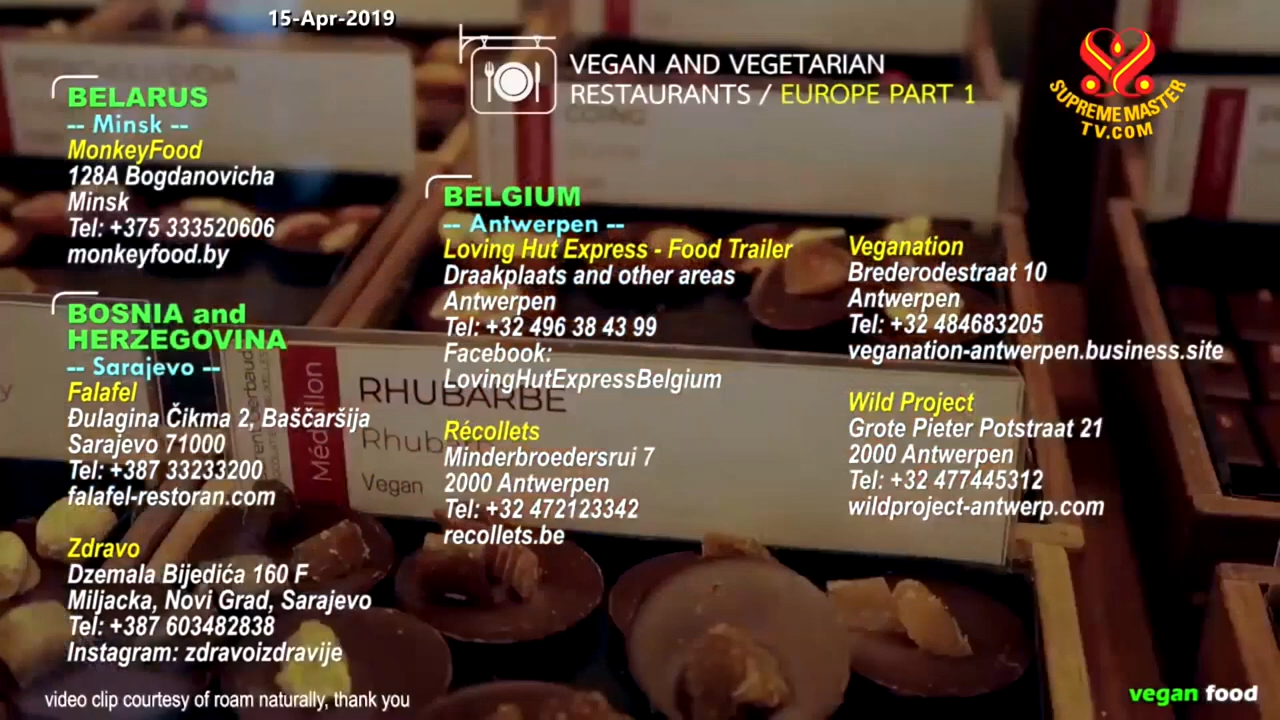 15-Apr-2019
VEGAN AND VEGETARIAN
RESTAURANTS / EUROPE PART 1
SUPREME MASTER
TV.COM
BELARUS
-- Minsk --
MonkeyFood
128A Bogdanovicha
Minsk
Tel: +375 333520606
monkeyfood.by
BOSNIA and
HERZEGOVINA
-- Sarajevo --
Falafel
Đulagina Čikma 2, Baščaršija
Sarajevo 71000
Tel: +387 33233200
falafel-restoran.com
Zdravo
Dzemala Bijedića 160 F
Miljacka, Novi Grad, Sarajevo
Tel: +387 603482838
Instagram: zdravoizdravije
BELGIUM
-- Antwerpen --
Loving Hut Express - Food Trailer
Draakplaats and other areas
Antwerpen
Tel: +32 496 38 43 99
Facebook:
LovingHutExpressBelgium
Récollets
Minderbroedersrui 7
2000 Antwerpen
Tel: +32 472123342
recollets.be
Veganation
Brederodestraat 10
Antwerpen
Tel: +32 484683205
veganation-antwerpen.business.site
Wild Project
Grote Pieter Potstraat 21
2000 Antwerpen
Tel: +32 477445312
wildproject-antwerp.com
Médaillon
RHUBARBE
Vegan
video clip courtesy of roam naturally, thank you
vegan food